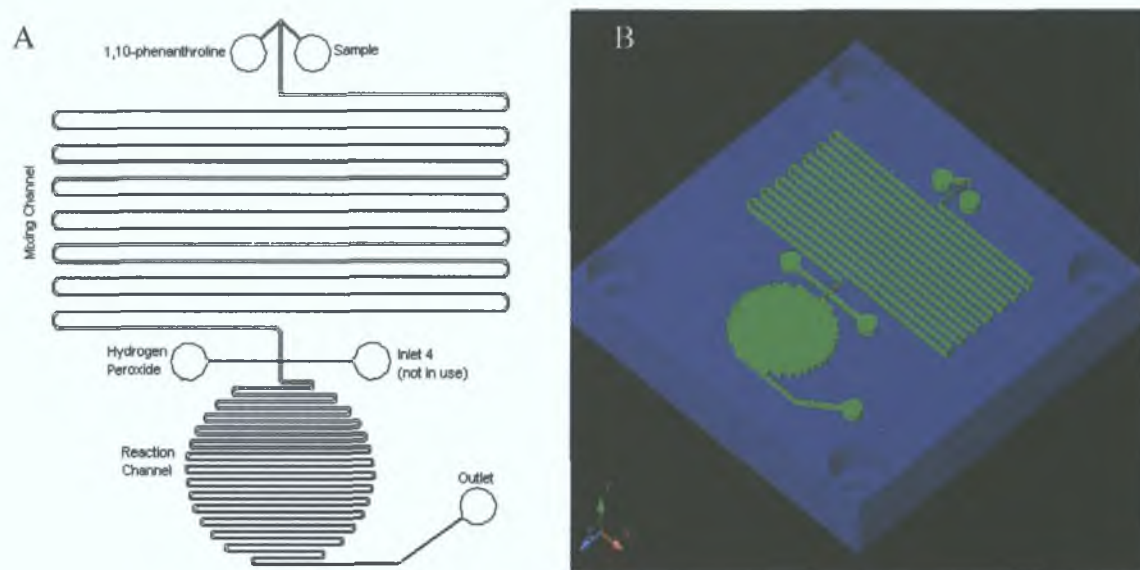 A
1,10-phenanthroline
Sample
Mixing Channel
Hydrogen
Peroxide
Inlet 4
(not in use)
Reaction
Channel
Outlet
B